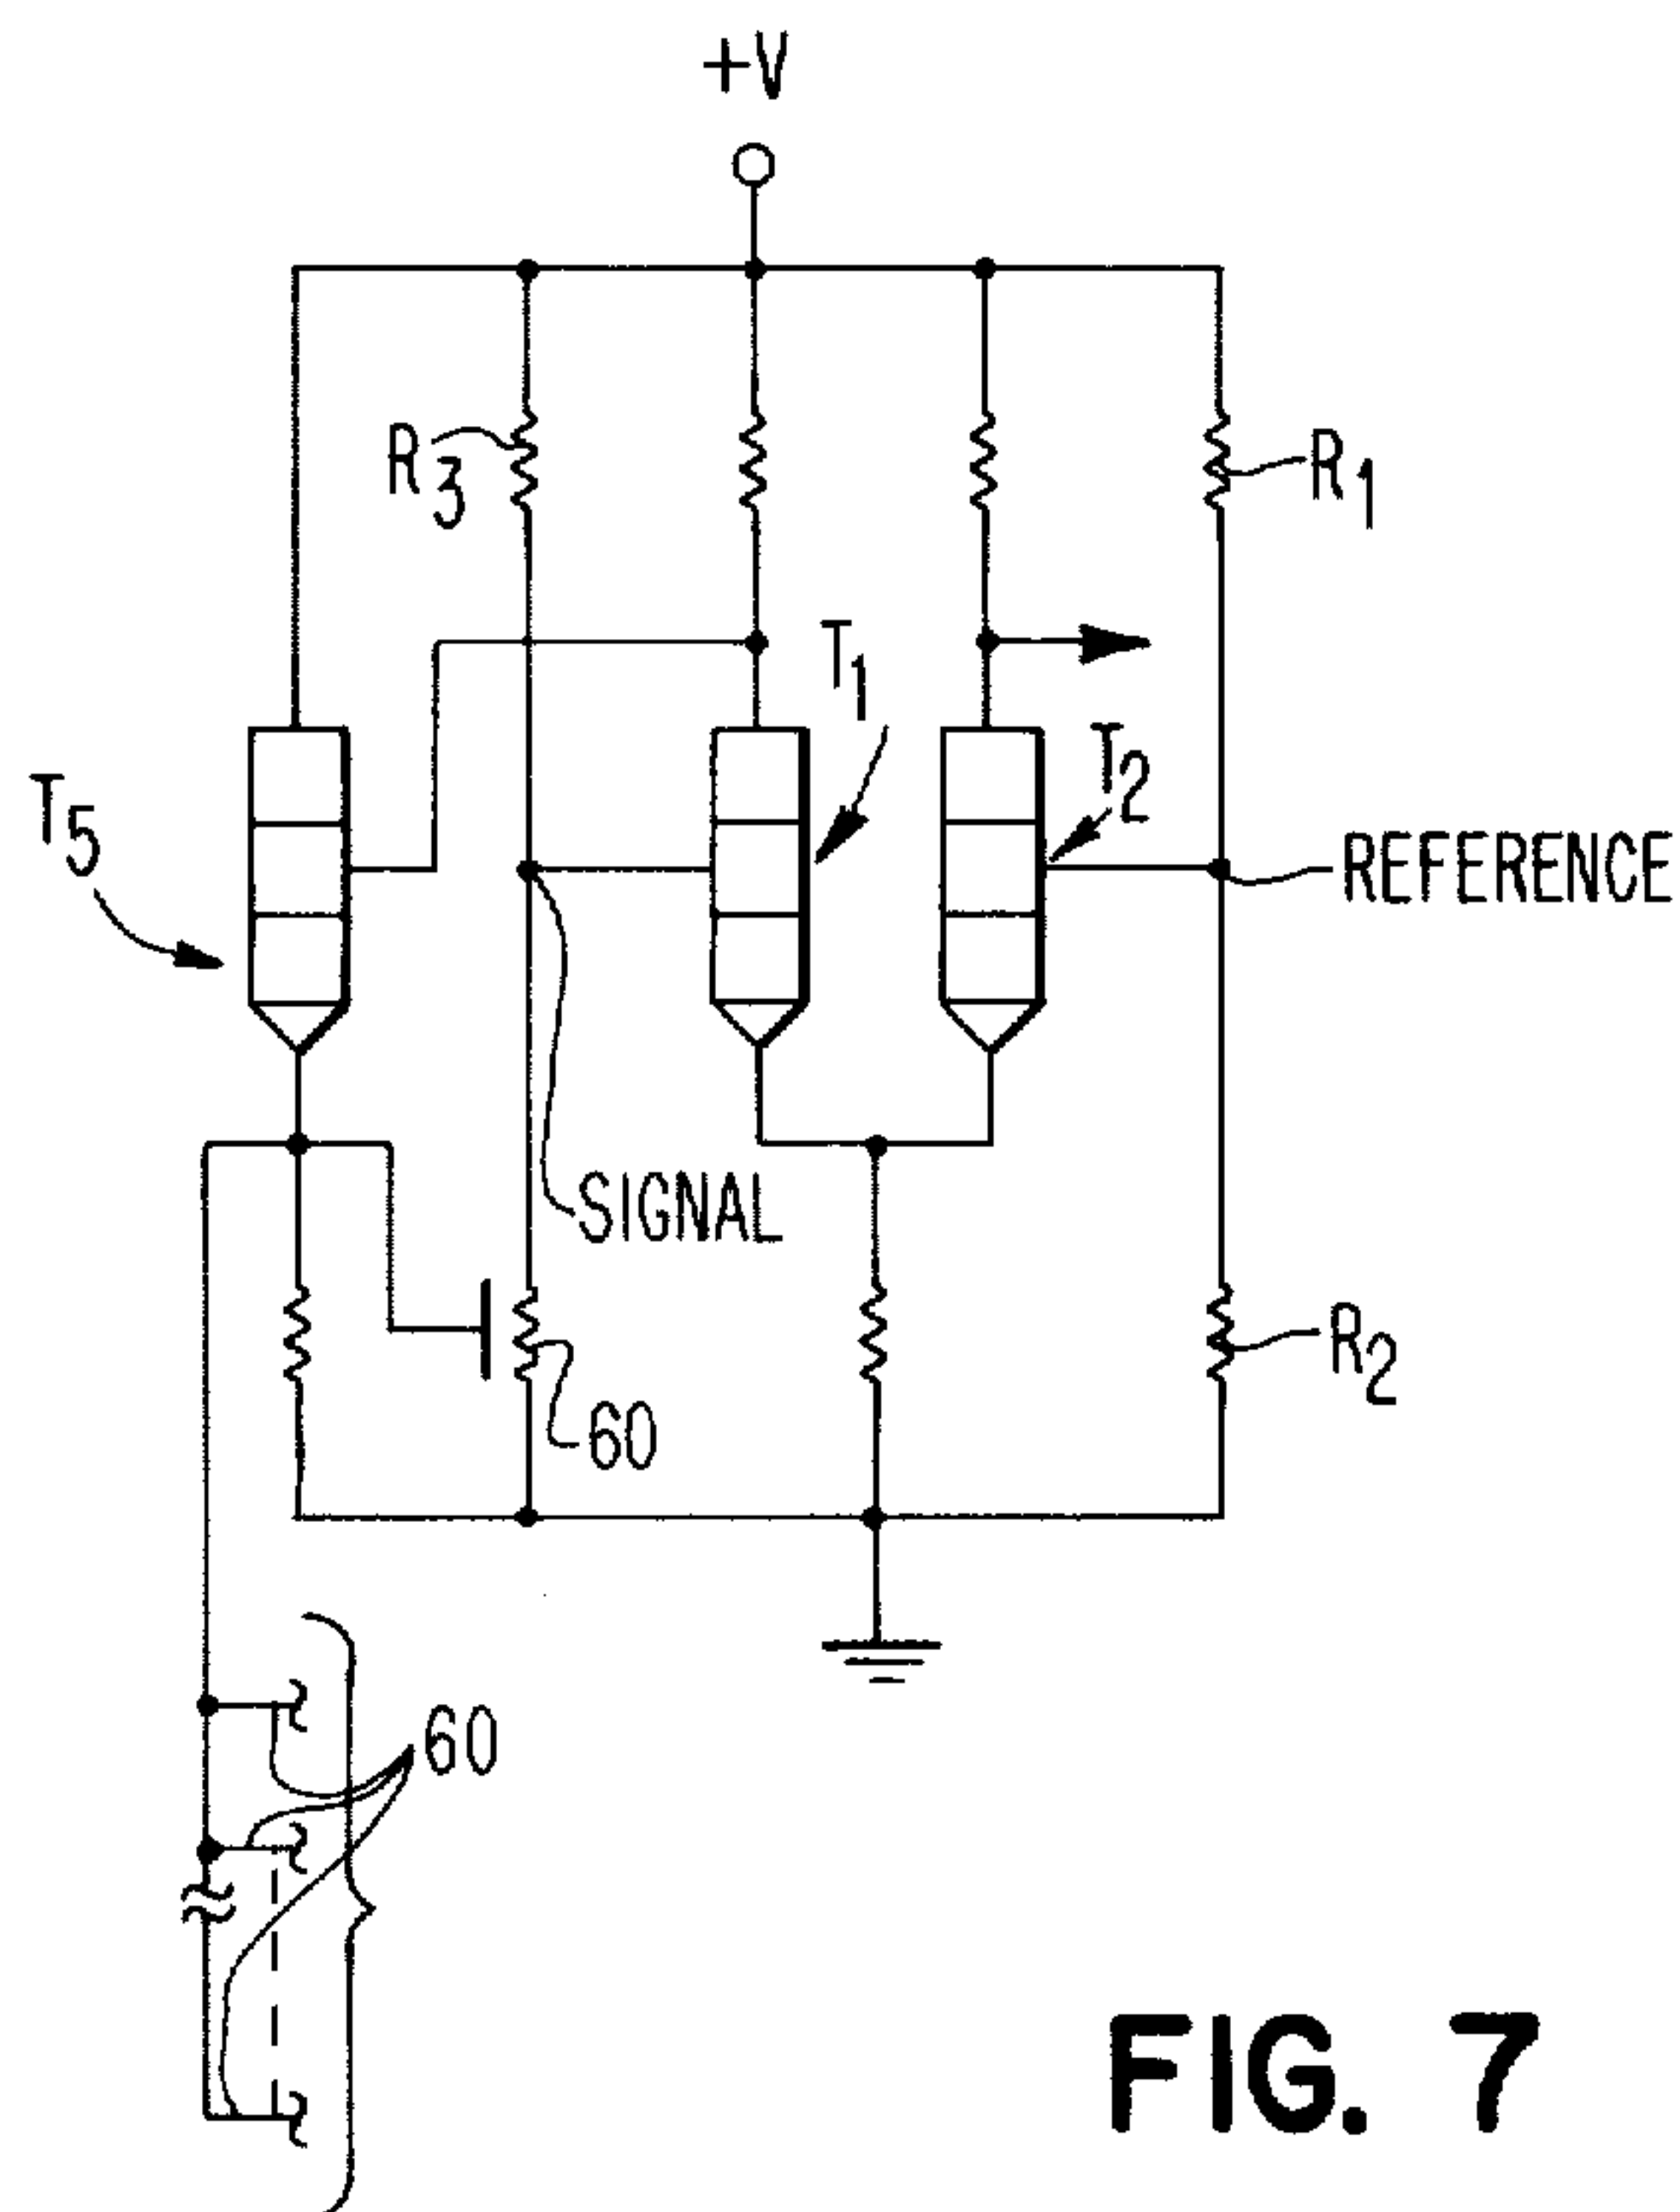 +V
R3
R1
T1
T2
T5
REFERENCE
SIGNAL
R2
60
60
FIG. 7